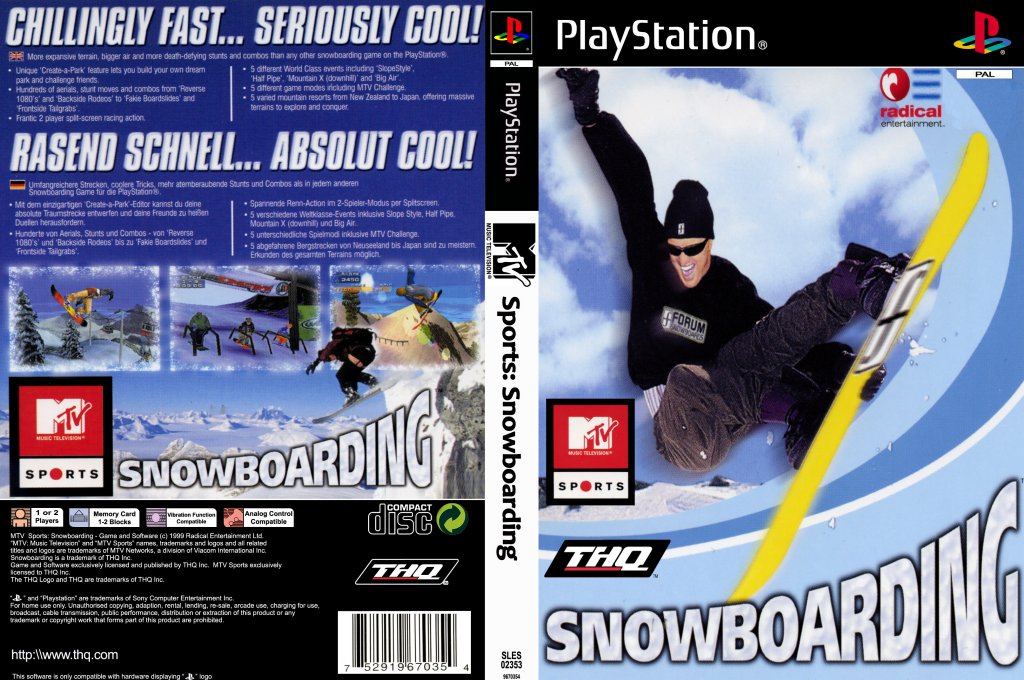 CHILLINGLY FAST... SERIOUSLY COOL!
More expansive terrain, bigger air and more death-defying stunts and combos than any other snowboarding game on the PlayStation®.
• Unique 'Create-a-Park' feature lets you build your own dream
park and challenge friends.
• Hundreds of aerials, stunt moves and combos from 'Reverse
1080's' and 'Backside Rodeos' to 'Fakie Boardslides' and
'Frontside Tailgrabs'.
• Frantic 2 player split-screen racing action.
• 5 different World Class events including 'SlopeStyle',
'Half Pipe', 'Mountain X (downhill)' and 'Big Air'.
• 5 different game modes including MTV Challenge.
• 5 varied mountain resorts from New Zealand to Japan, offering massive
terrains to explore and conquer.
RASEND SCHNELL... ABSOLUT COOL!
Umfangreichere Strecken, coolere Tricks, mehr atemberaubende Stunts und Combos als in jedem anderen
Snowboarding Game für die PlayStation®.
• Mit dem einzigartigen 'Create-a-Park'-Editor kannst du deine
absolute Traumstrecke entwerfen und deine Freunde zu heißen
Duellen herausfordern.
• Hunderte von Aerials, Stunts und Combos - von 'Reverse
1080's' und 'Backside Rodeos' bis zu 'Fakie Boardslides' und
'Frontside Tailgrabs'.
• Spannende Renn-Action im 2-Spieler-Modus per Splitscreen.
• 5 verschiedene Weltklasse-Events inklusive Slope Style, Half Pipe,
Mountain X (downhill) und Big Air.
• 5 unterschiedliche Spielmodi inklusive MTV Challenge.
• 5 abgefahrene Bergstrecken von Neuseeland bis Japan sind zu meistern.
Erkunden des gesamten Terrains möglich.
MTV
MUSIC TELEVISION®
SPORTS
SNOWBOARDING
1 or 2
Players
Memory Card
1-2 Blocks
Vibration Function
Compatible
Analog Control
Compatible
COMPACT
disc
MTV Sports: Snowboarding - Game and Software (c) 1999 Radical Entertainment Ltd.
"MTV: Music Television" and "MTV Sports" names, trademarks and logos and all related
titles and logos are trademarks of MTV Networks, a division of Viacom International Inc.
Snowboarding is a trademark of THQ Inc.
Game and Software exclusively licensed and published by THQ Inc. MTV Sports exclusively
licensed to THQ Inc.
The THQ Logo and THQ are trademarks of THQ Inc.
THQ
" " and "Playstation" are trademarks of Sony Computer Entertainment Inc.
For home use only. Unauthorised copying, adaption, rental, lending, re-sale, arcade use, charging for use,
broadcast, cable transmission, public performance, distribution or extraction of this product or any
trademark or copyright work that forms part of this product are prohibited.
http:\\www.thq.com
7 52919 67035 4
This software is only compatible with hardware displaying " " logo
PAL
PlayStation®
MTV
MUSIC TELEVISION®
Sports: Snowboarding
SLES
02353
9670354
PlayStation®
PAL
radical
entertainment™
FORUM
SNOWBOARDS
MTV
MUSIC TELEVISION®
SPORTS
THQ™
SNOWBOARDING™